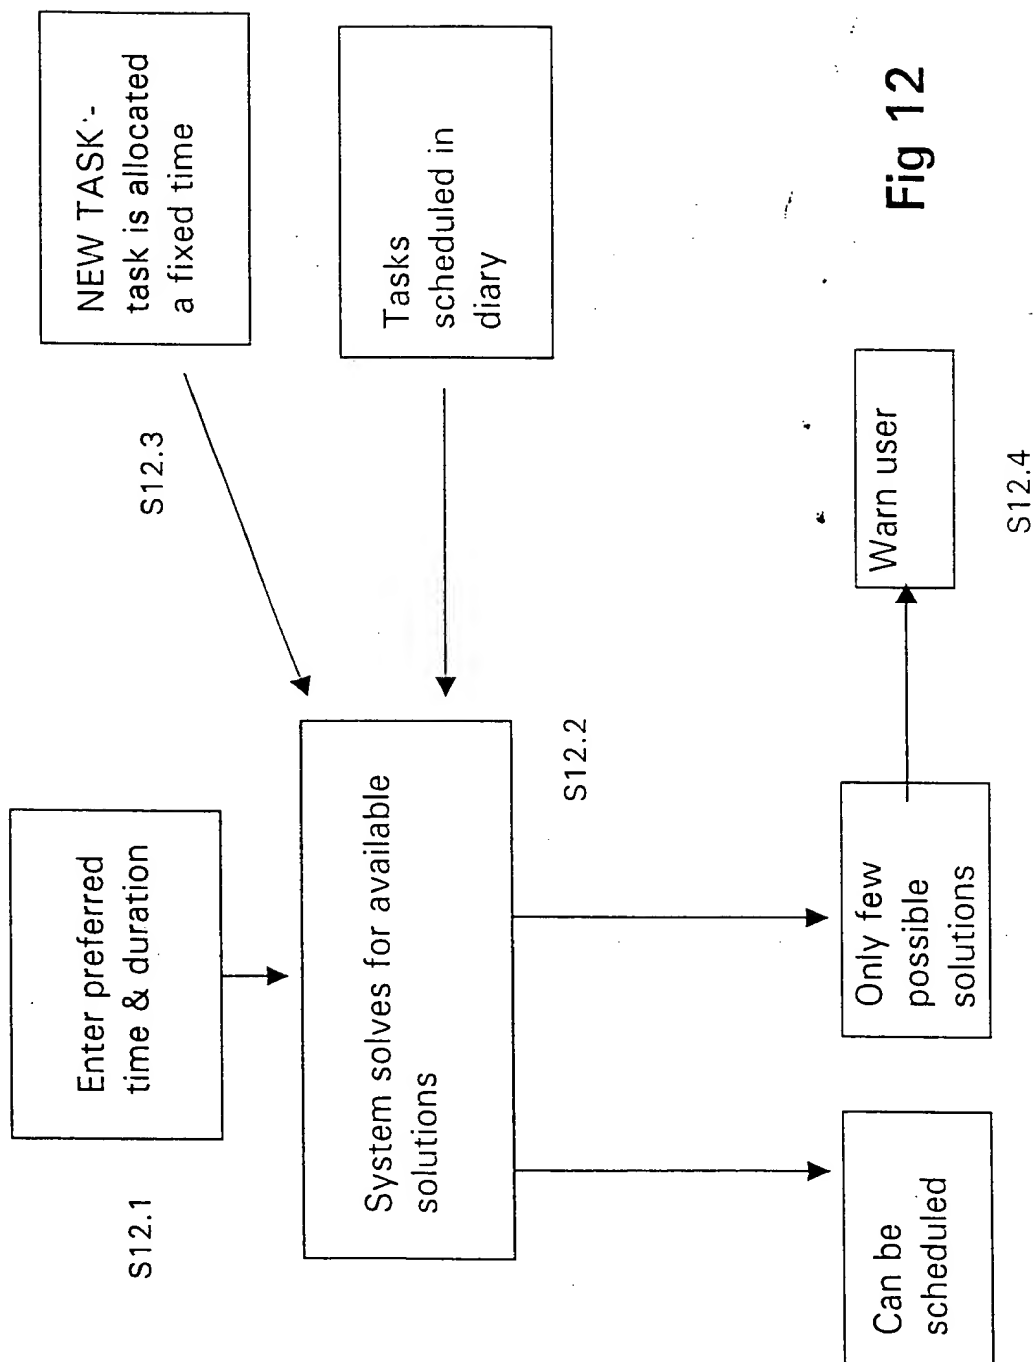 S12.1
Enter preferred
time & duration
S12.3
NEW TASK -
task is allocated
a fixed time
System solves for available
solutions
Tasks
scheduled in
diary
S12.2
Can be
scheduled
Only few
possible
solutions
Warn user
S12.4
Fig 12